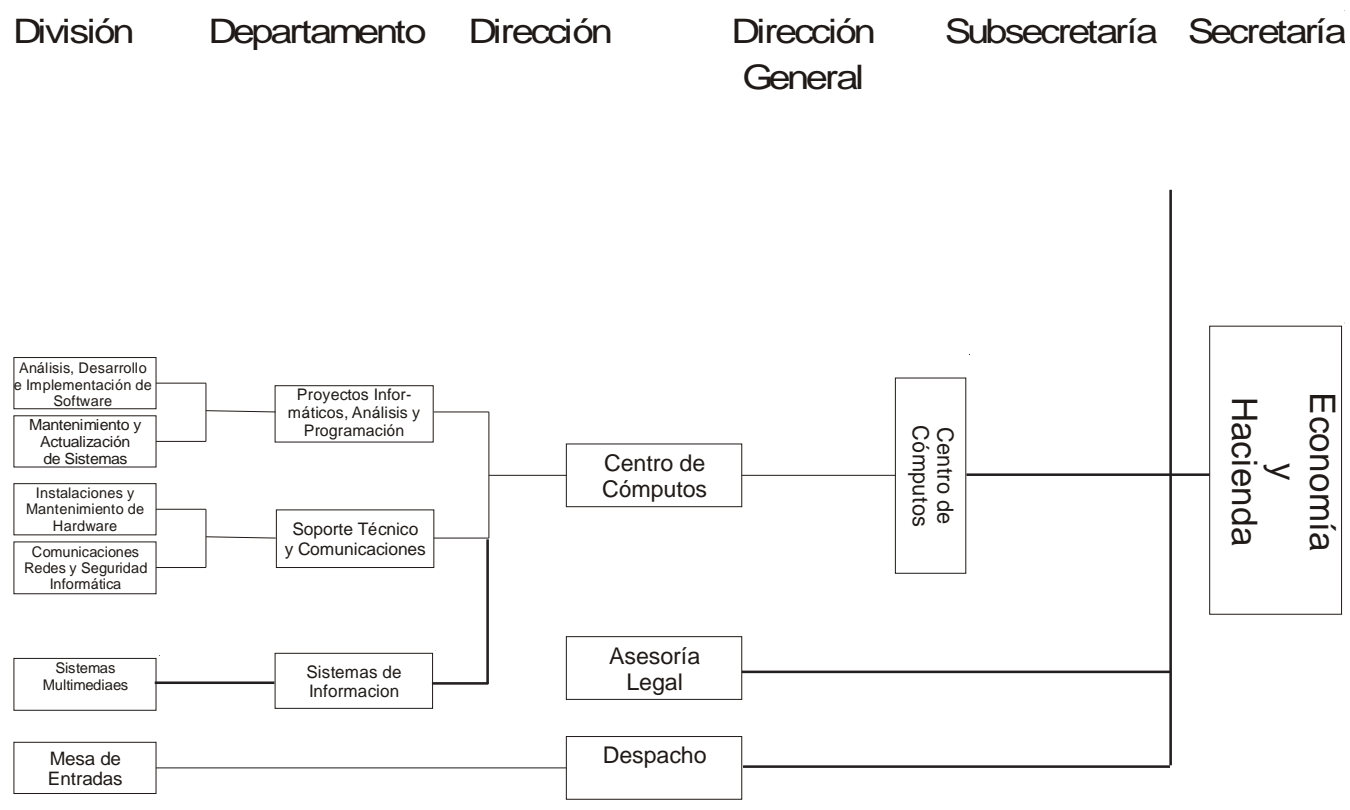 División
Departamento
Dirección
Dirección
General
Subsecretaría
Secretaría
Análisis, Desarrollo
e Implementación de
Software
Mantenimiento y
Actualización
de Sistemas
Instalaciones y
Mantenimiento de
Hardware
Comunicaciones
Redes y Seguridad
Informática
Sistemas
Multimediaes
Mesa de
Entradas
Proyectos Infor-
máticos, Análisis y
Programación
Soporte Técnico
y Comunicaciones
Sistemas de
Informacion
Centro de
Cómputos
Asesoría
Legal
Despacho
Centro de
Cómputos
Economía
y
Hacienda